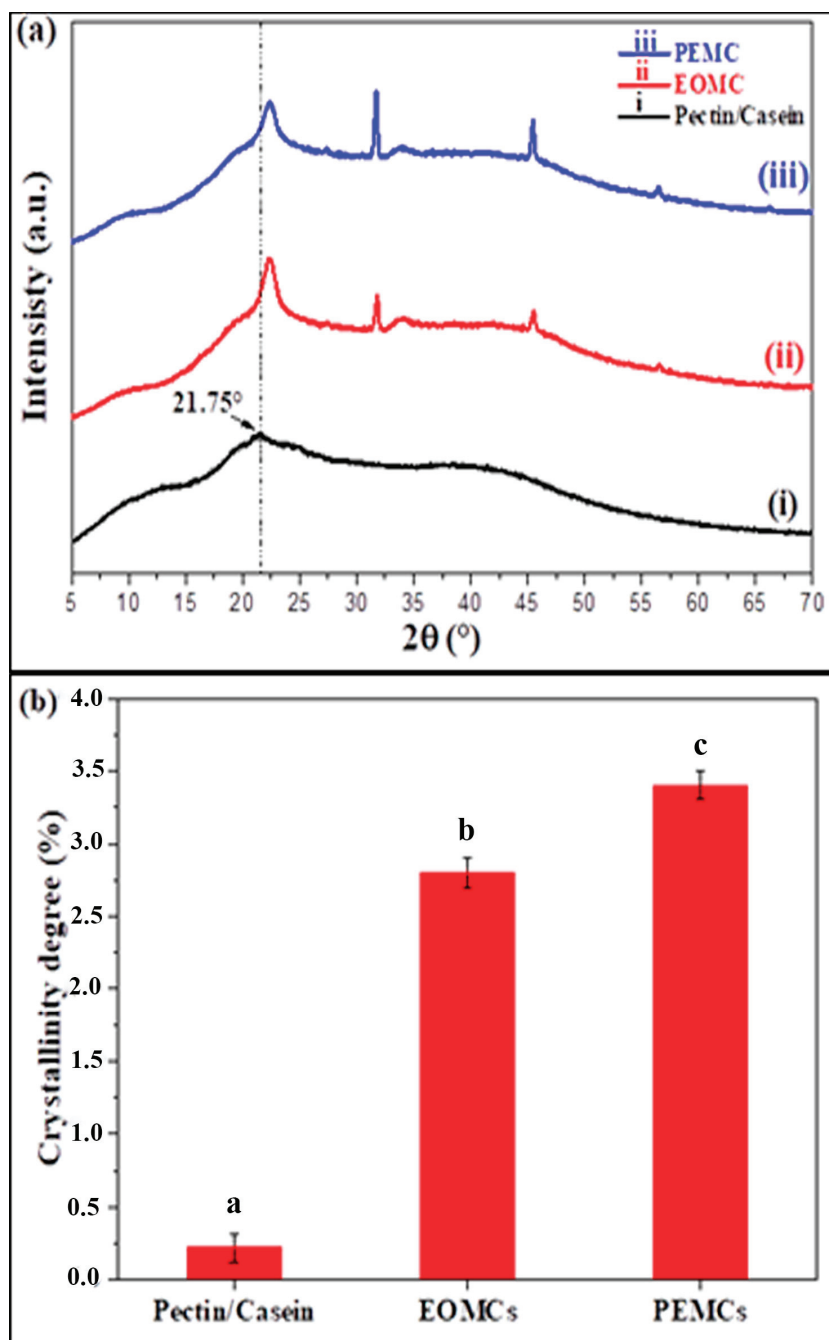 (a)
iii PEMC
ii EOMC
i Pectin/Casein
(iii)
(ii)
21.75°
(i)
Intensisty (a.u.)
5 10 15 20 25 30 35 40 45 50 55 60 65 70
2θ (°)
(b)
4.0
3.5
3.0
2.5
2.0
1.5
1.0
0.5
0.0
Crystallinity degree (%)
a
b
c
Pectin/Casein EOMCs PEMCs